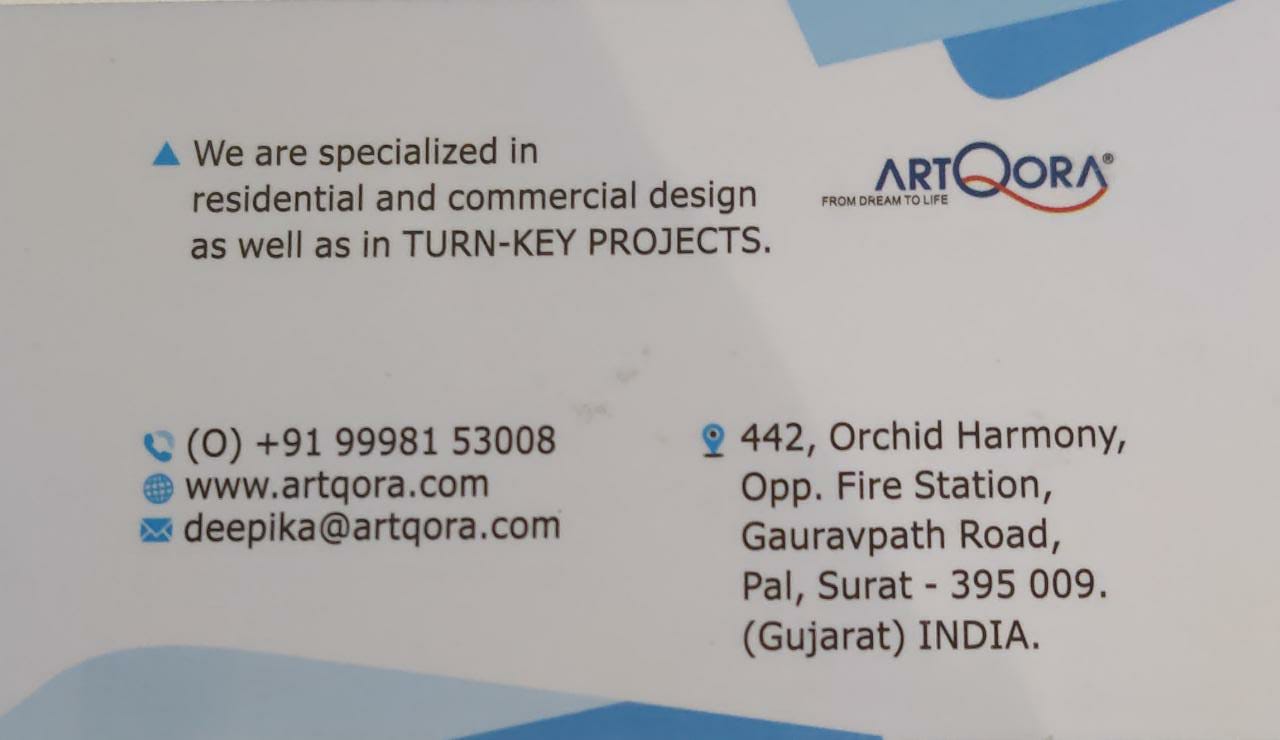 We are specialized in
residential and commercial design
as well as in TURN-KEY PROJECTS.
ARTQORA®
FROM DREAM TO LIFE
(O) +91 99981 53008
www.artqora.com
deepika@artqora.com
442, Orchid Harmony,
Opp. Fire Station,
Gauravpath Road,
Pal, Surat - 395 009.
(Gujarat) INDIA.